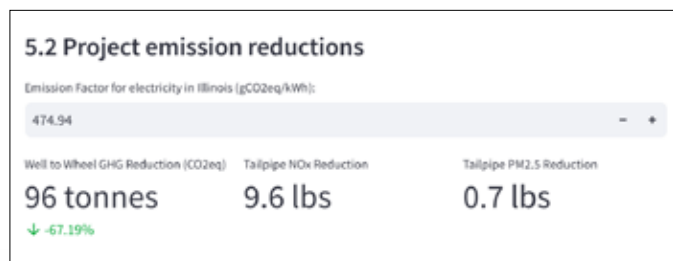 5.2 Project emission reductions
Emission Factor for electricity in Illinois (gCO2eq/kWh):
474.94 - +
Well to Wheel GHG Reduction (CO2eq) Tailpipe NOx Reduction Tailpipe PM2.5 Reduction
96 tonnes 9.6 lbs 0.7 lbs
↓ -67.19%